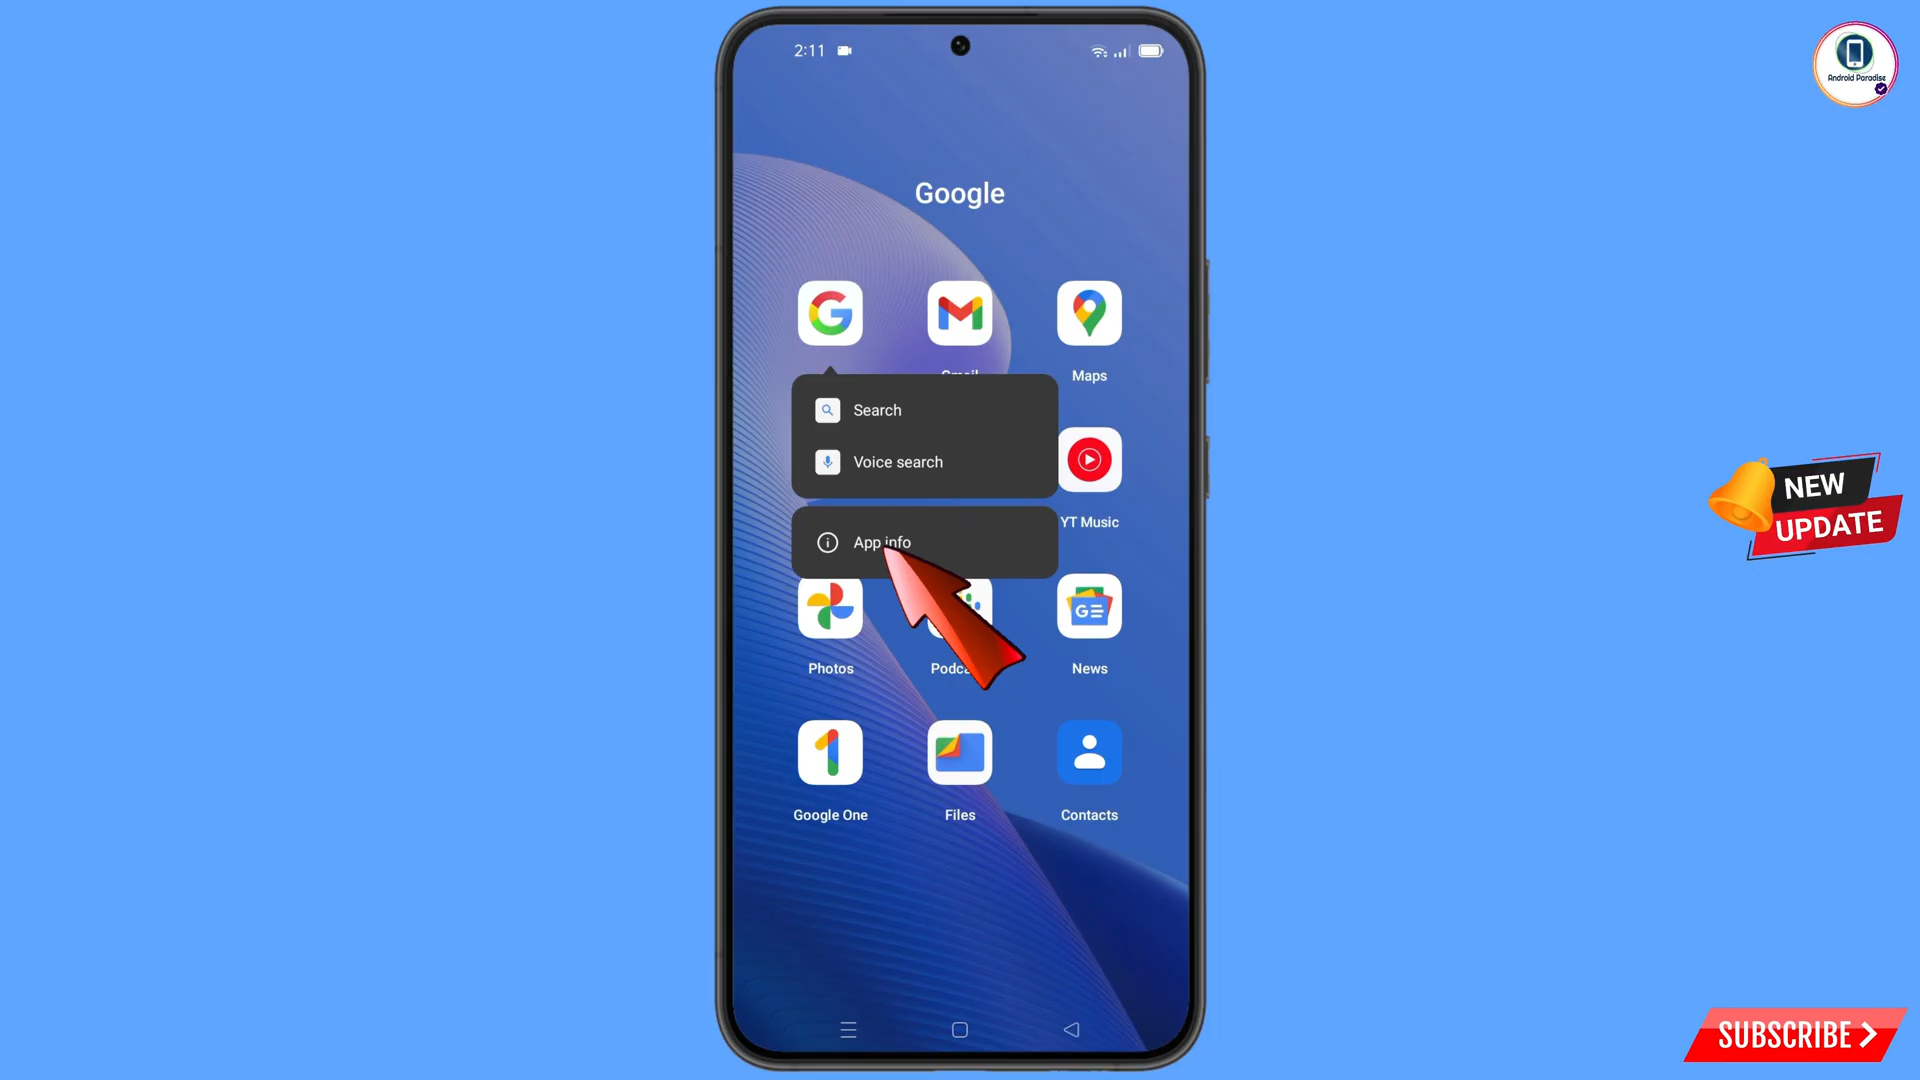 2:11
Android Paradise
Google
Gmail
Maps
Search
Voice search
YT Music
App info
NEW
UPDATE
Photos
News
Google One
Files
Contacts
SUBSCRIBE